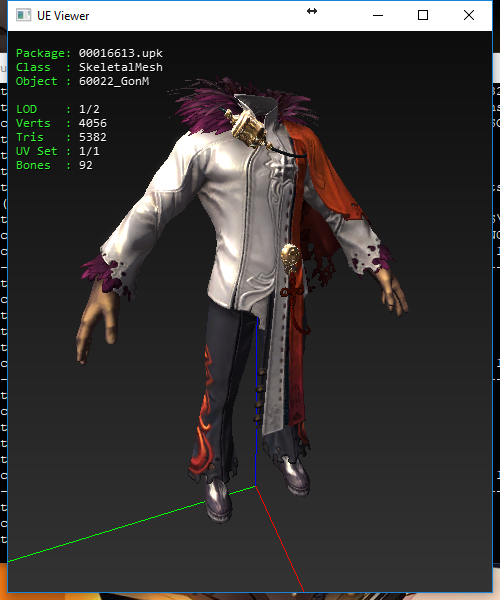 UE Viewer
Package: 00016613.upk
Class  : SkeletalMesh
Object : 60022_GonM
LOD    : 1/2
Verts  : 4056
Tris   : 5382
UV Set : 1/1
Bones  : 92